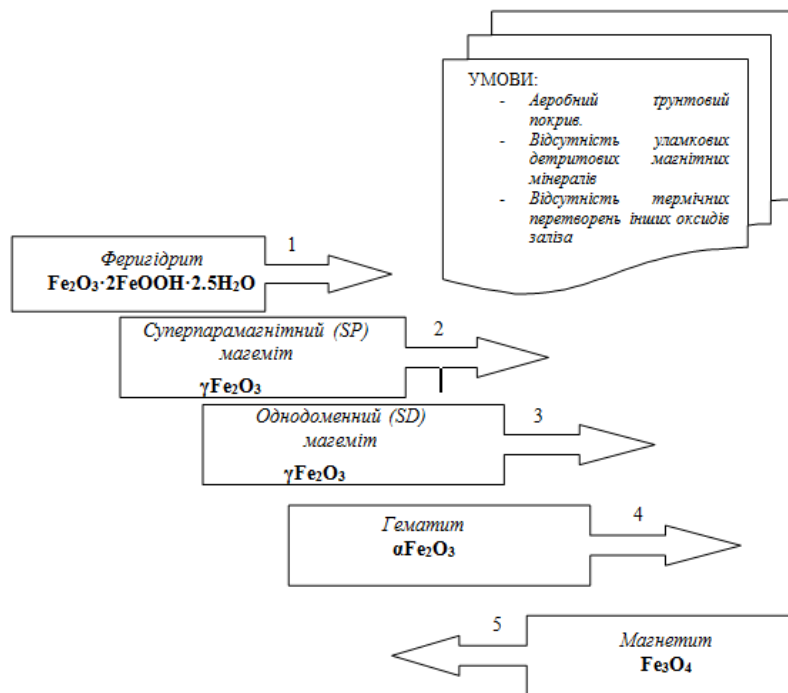 УМОВИ:
- Аеробний ґрунтовий
покрив.
- Відсутність уламкових
детритових магнітних
мінералів
- Відсутність термічних
перетворень інших оксидів
заліза
1
Феригідрит
Fe₂O₃·2FeOOH·2.5H₂O
2
Суперпарамагнітний (SP)
магеміт
γFe₂O₃
3
Однодоменний (SD)
магеміт
γFe₂O₃
4
Гематит
αFe₂O₃
5
Магнетит
Fe₃O₄